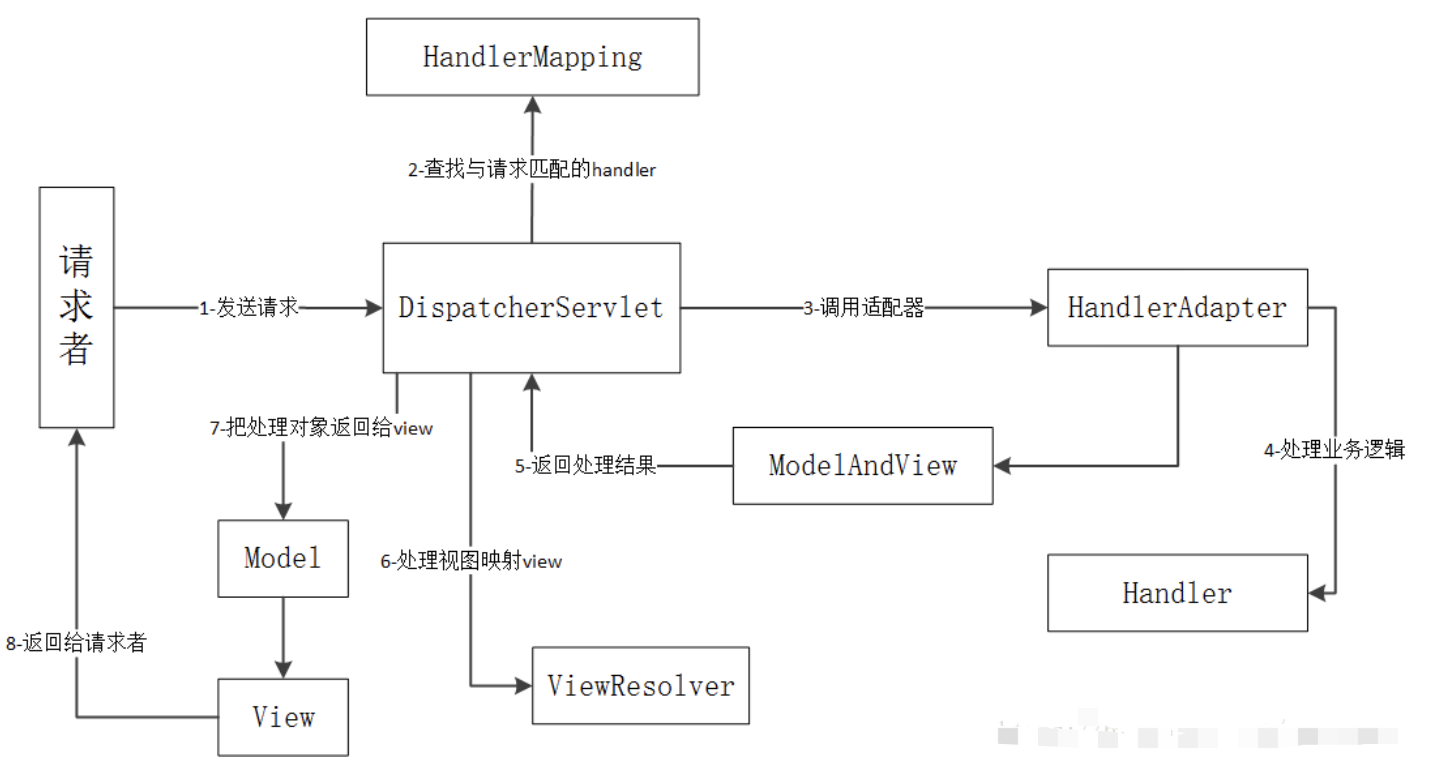 HandlerMapping
2-查找与请求匹配的handler
请求者
1-发送请求
DispatcherServlet
3-调用适配器
HandlerAdapter
7-把处理对象返回给view
5-返回处理结果
ModelAndView
4-处理业务逻辑
Model
6-处理视图映射view
Handler
8-返回给请求者
ViewResolver
View